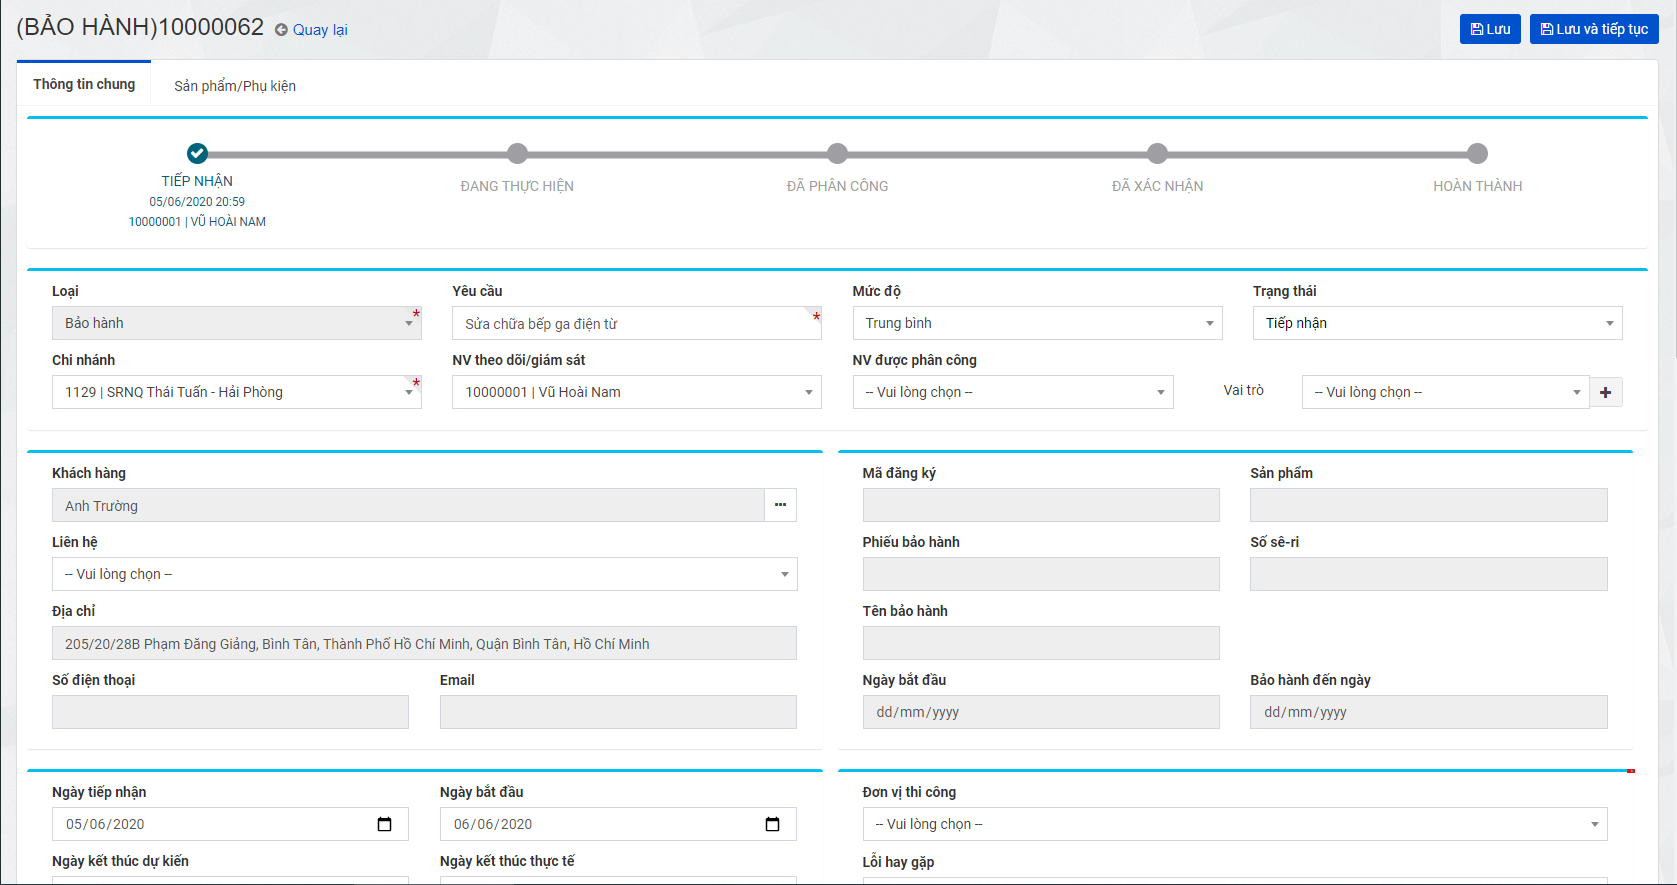 (BẢO HÀNH)10000062 Quay lại
Lưu
Lưu và tiếp tục
Thông tin chung
Sản phẩm/Phụ kiện
TIẾP NHẬN
05/06/2020 20:59
10000001 | VŨ HOÀI NAM
ĐANG THỰC HIỆN
ĐÃ PHÂN CÔNG
ĐÃ XÁC NHẬN
HOÀN THÀNH
Loại
Bảo hành
*
Yêu cầu
Sửa chữa bếp ga điện từ
*
Mức độ
Trung bình
Trạng thái
Tiếp nhận
Chi nhánh
1129 | SRNQ Thái Tuấn - Hải Phòng
*
NV theo dõi/giám sát
10000001 | Vũ Hoài Nam
NV được phân công
-- Vui lòng chọn --
Vai trò
-- Vui lòng chọn --
Khách hàng
Anh Trường
Liên hệ
-- Vui lòng chọn --
Địa chỉ
205/20/28B Phạm Đăng Giảng, Bình Tân, Thành Phố Hồ Chí Minh, Quận Bình Tân, Hồ Chí Minh
Số điện thoại
Email
Mã đăng ký
Sản phẩm
Phiếu bảo hành
Số sê-ri
Tên bảo hành
Ngày bắt đầu
dd/mm/yyyy
Bảo hành đến ngày
dd/mm/yyyy
Ngày tiếp nhận
05/06/2020
Ngày bắt đầu
06/06/2020
Ngày kết thúc dự kiến
Ngày kết thúc thực tế
Đơn vị thi công
-- Vui lòng chọn --
Lỗi hay gặp